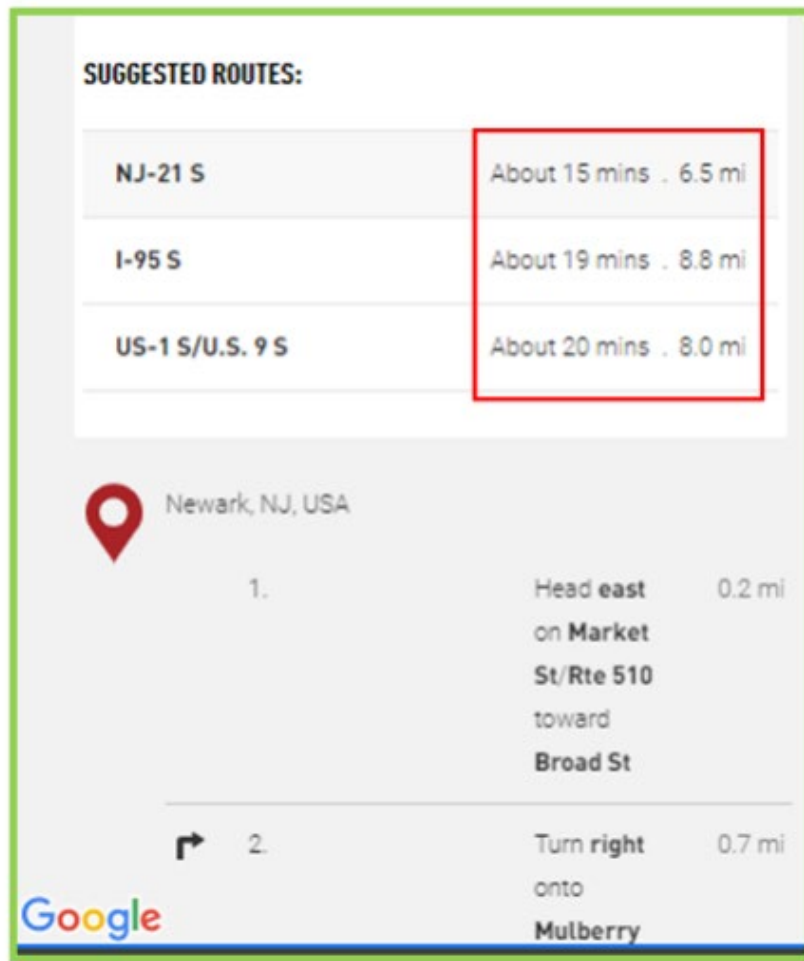 SUGGESTED ROUTES:
NJ-21 S About 15 mins . 6.5 mi
I-95 S About 19 mins . 8.8 mi
US-1 S/U.S. 9 S About 20 mins . 8.0 mi
Newark, NJ, USA
1. Head east 0.2 mi
on Market
St/Rte 510
toward
Broad St
2. Turn right 0.7 mi
onto
Mulberry
Google